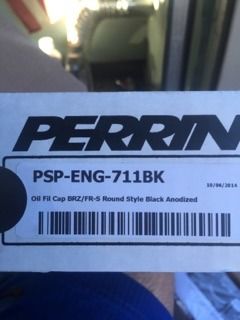 PERRIN
PSP-ENG-711BK
10/06/2014
Oil Fil Cap BRZ/FR-S Round Style Black Anodized